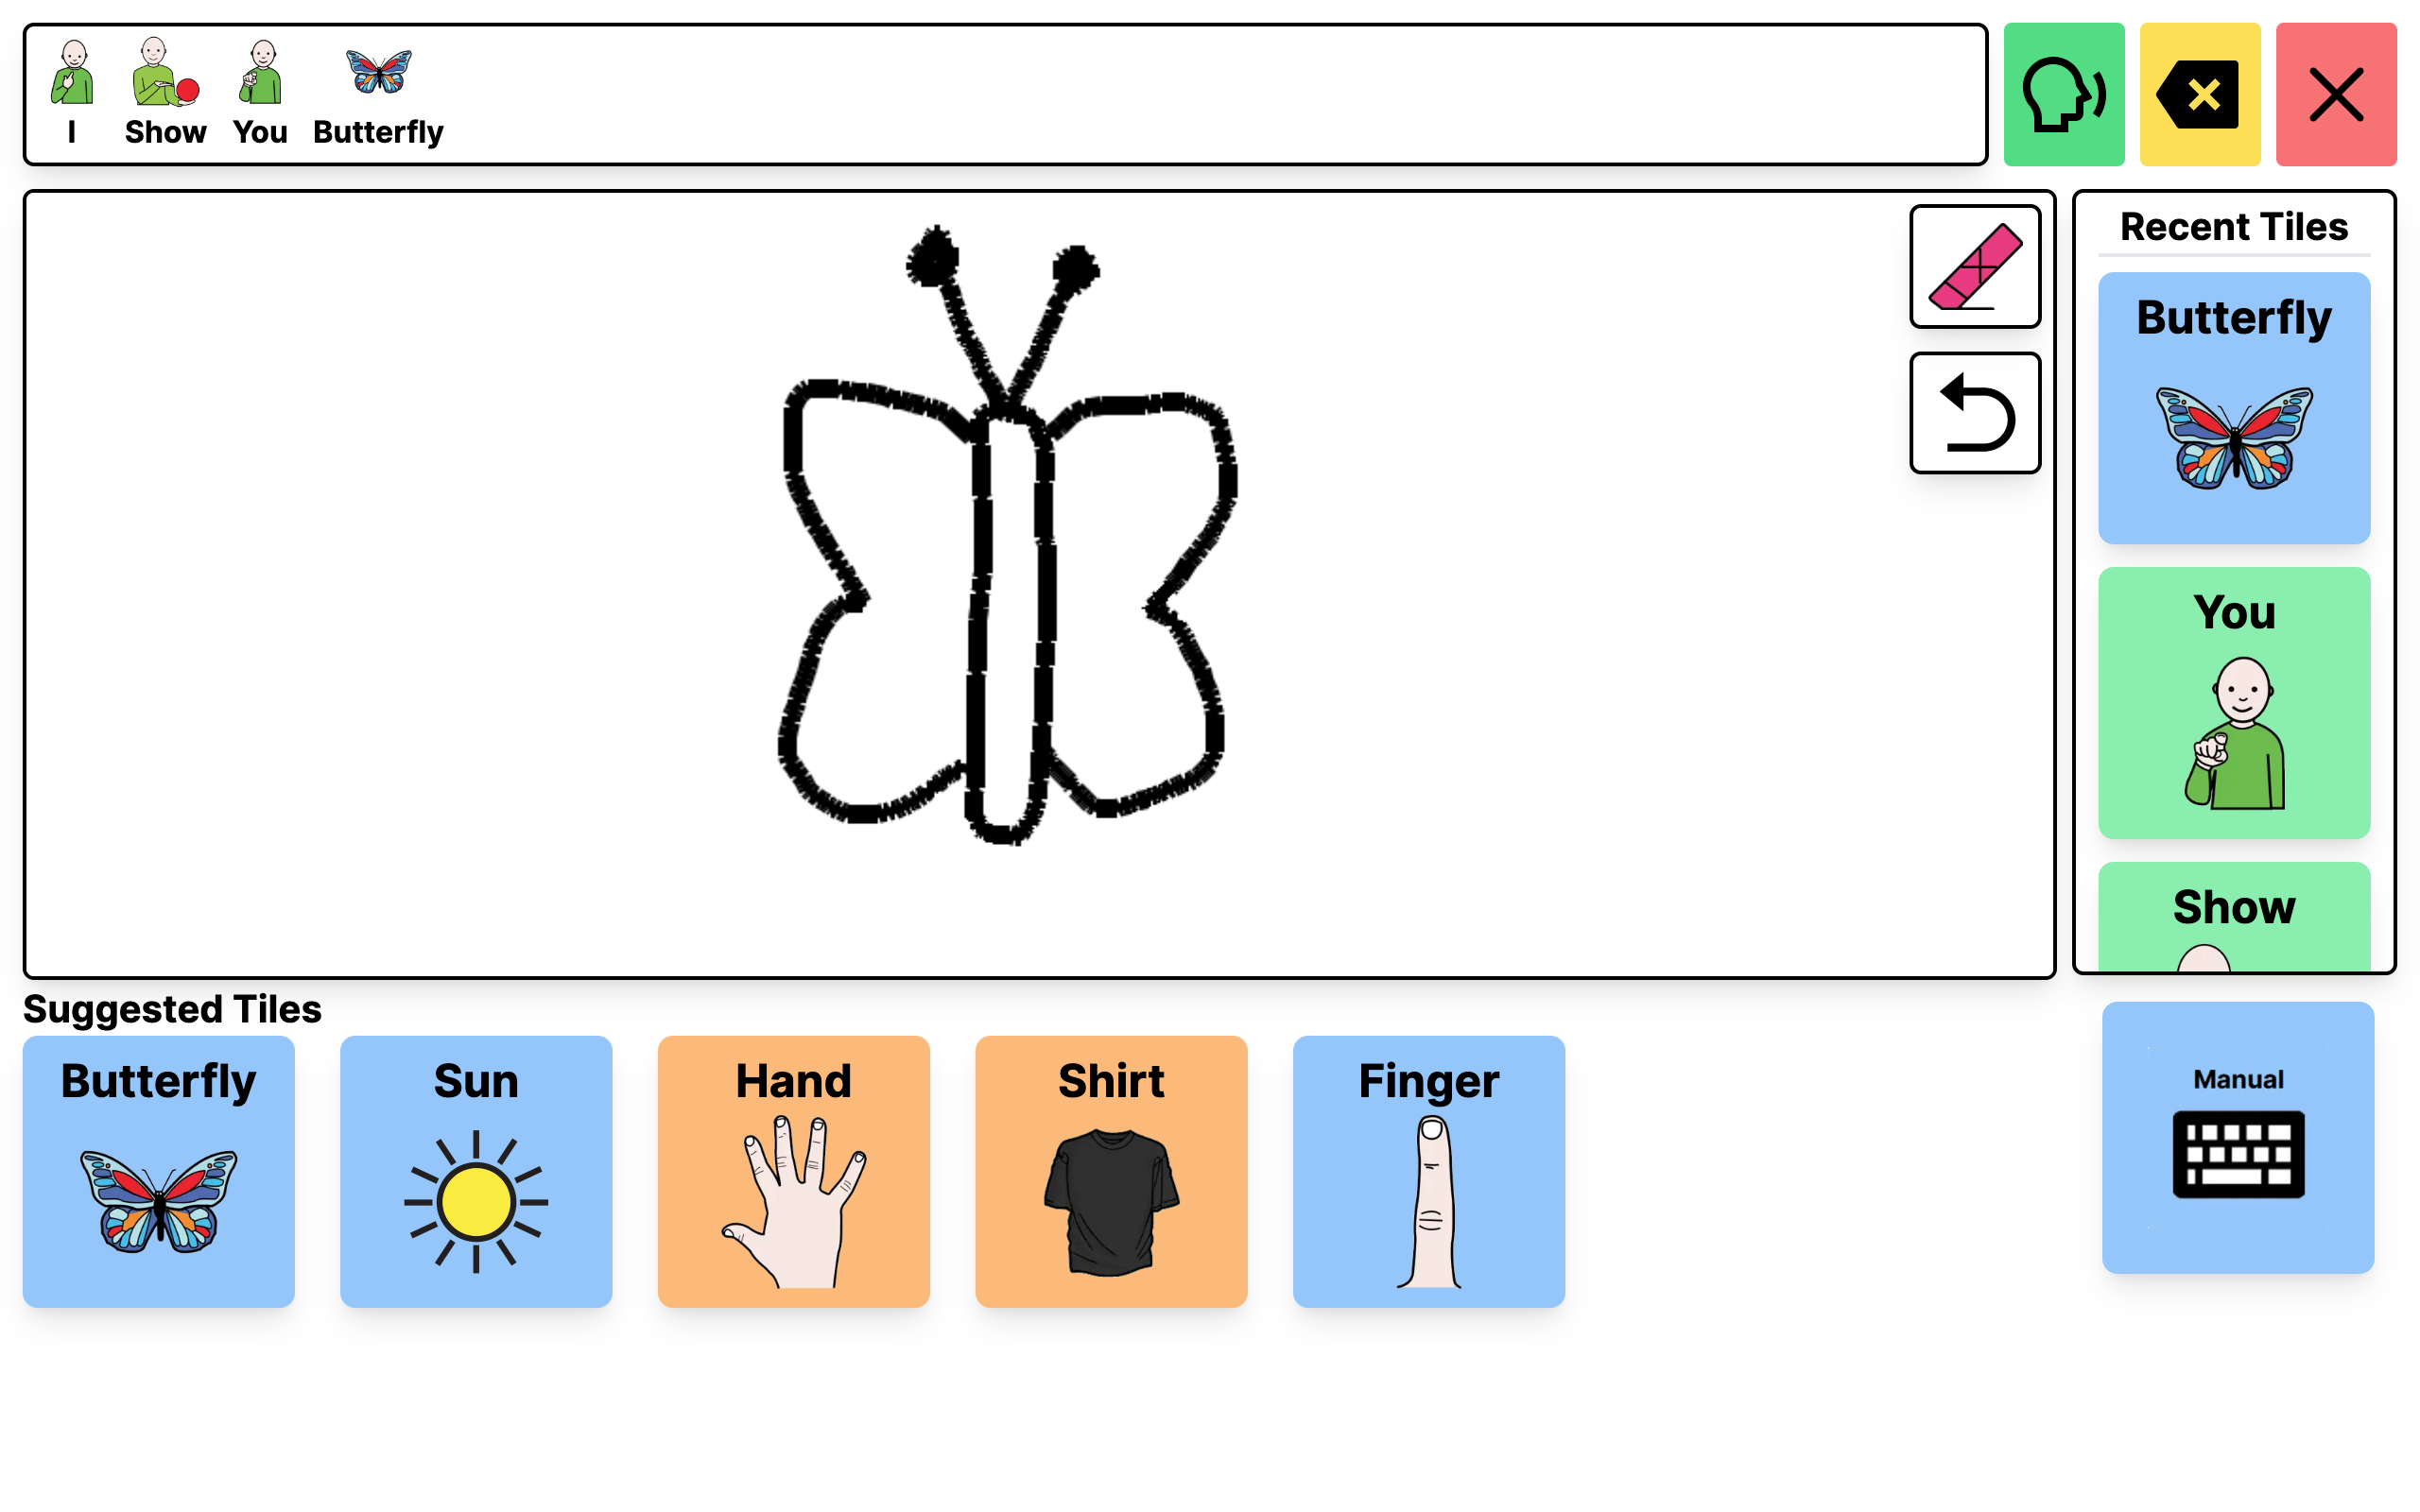 I Show You Butterfly
Recent Tiles
Butterfly
You
Show
Suggested Tiles
Butterfly Sun Hand Shirt Finger
Manual